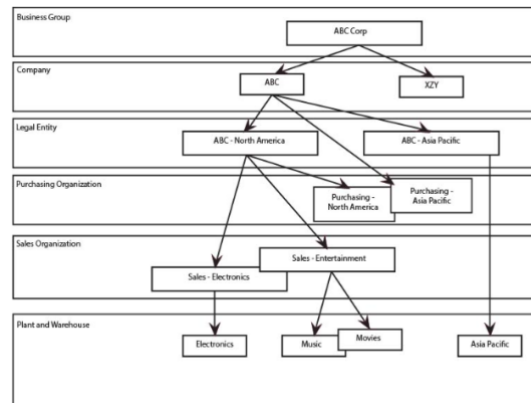 Business Group
ABC Corp
Company
ABC
XZY
Legal Entity
ABC - North America
ABC - Asia Pacific
Purchasing Organization
Purchasing -
North America
Purchasing -
Asia Pacific
Sales Organization
Sales - Entertainment
Sales - Electronics
Plant and Warehouse
Electronics
Music
Movies
Asia Pacific